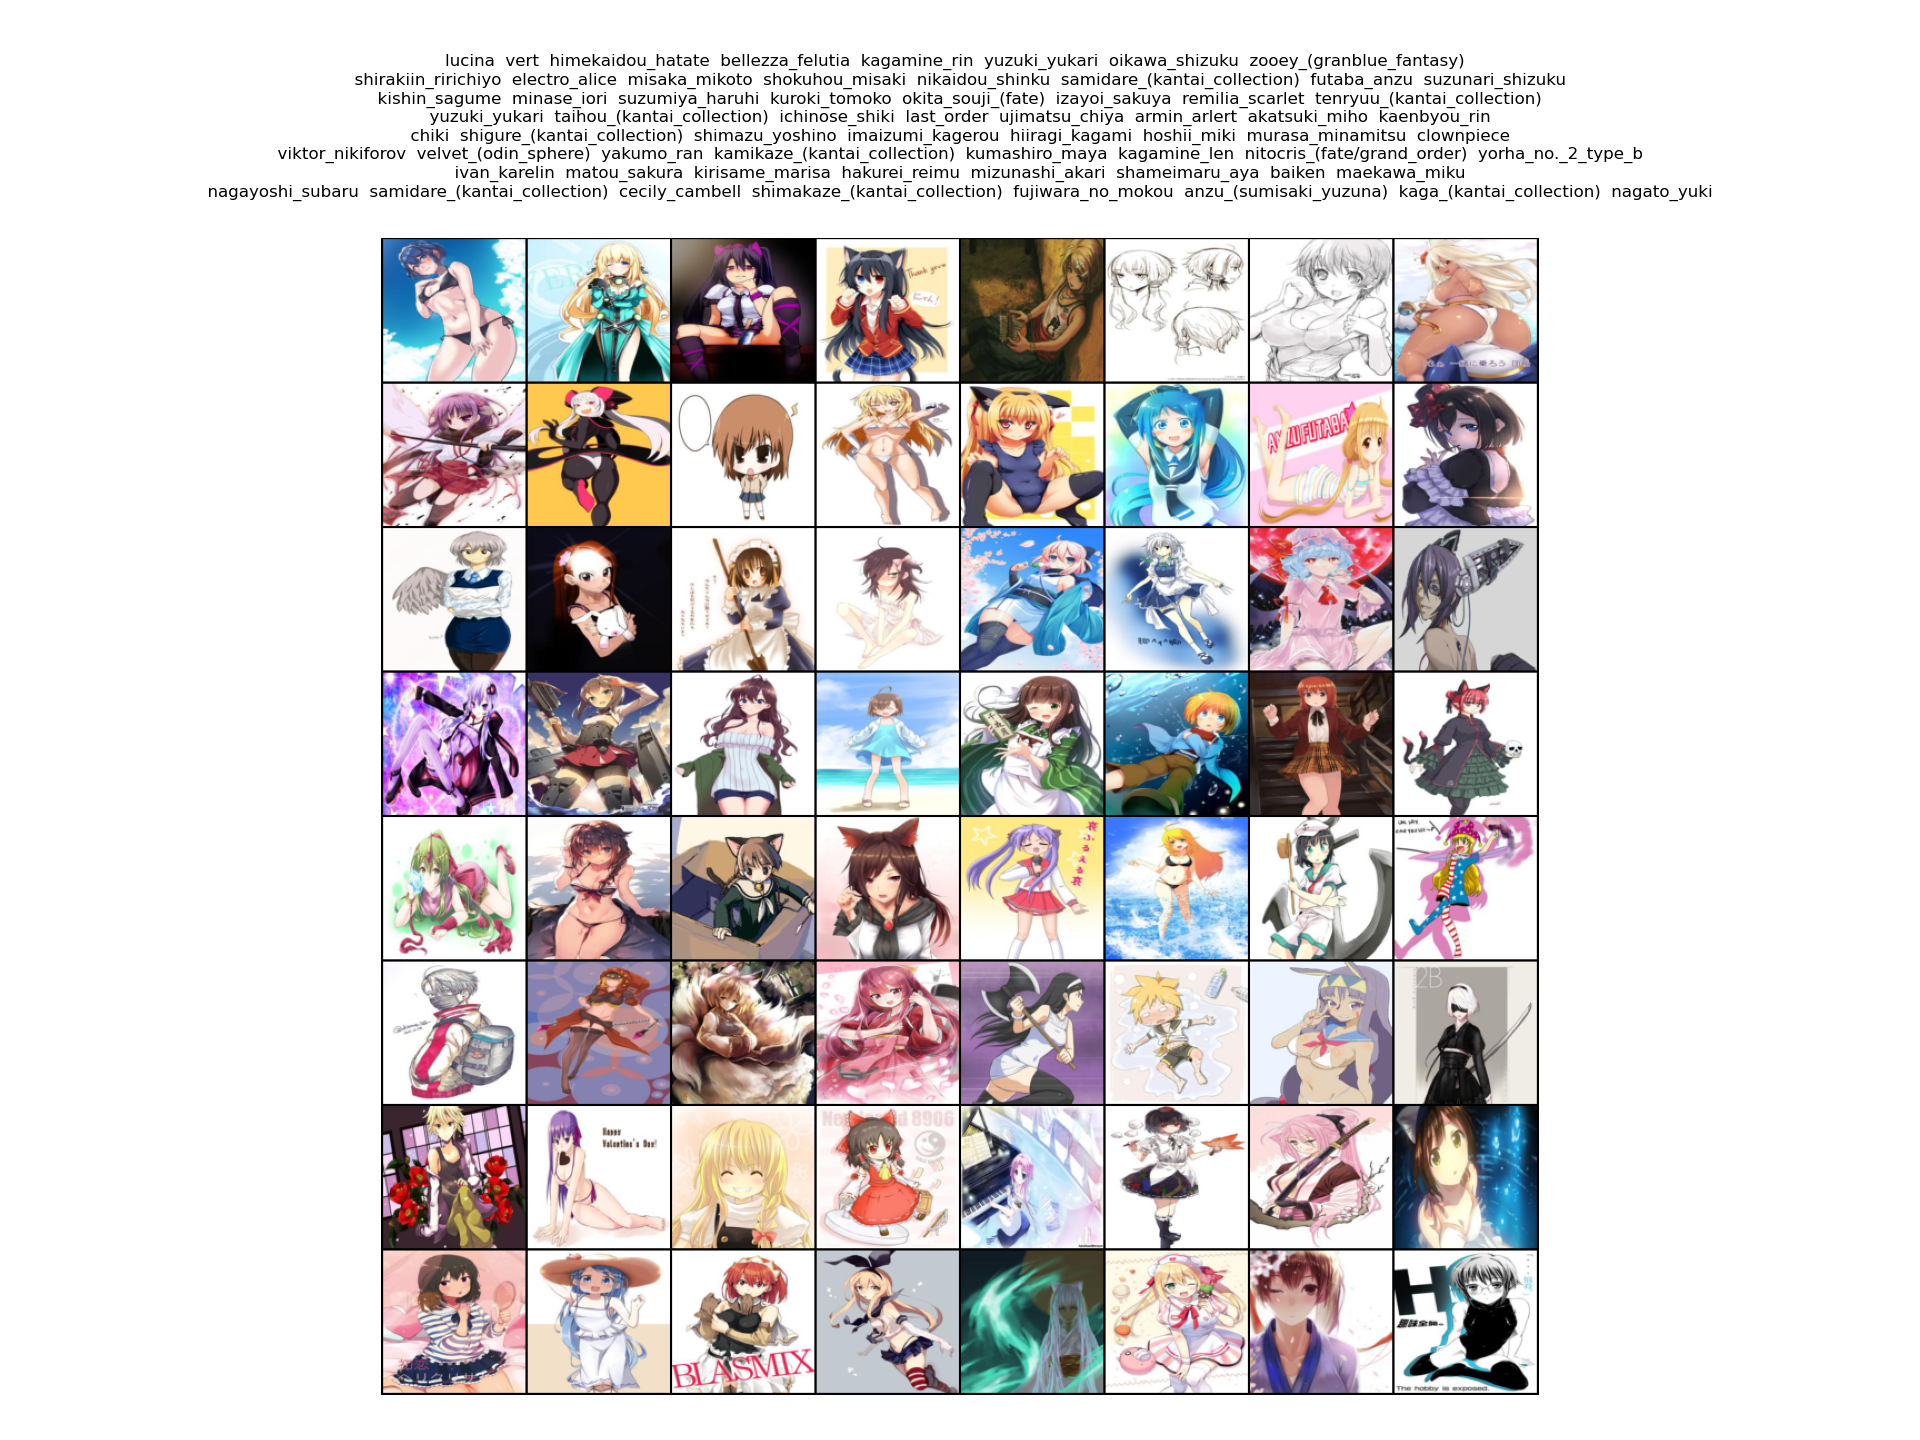 lucina vert himekaidou_hatate bellezza_felutia kagamine_rin yuzuki_yukari oikawa_shizuku zooey_(granblue_fantasy)
shirakiin_ririchiyo electro_alice misaka_mikoto shokuhou_misaki nikaidou_shinku samidare_(kantai_collection) futaba_anzu suzunari_shizuku
kishin_sagume minase_iori suzumiya_haruhi kuroki_tomoko okita_souji_(fate) izayoi_sakuya remilia_scarlet tenryuu_(kantai_collection)
yuzuki_yukari taihou_(kantai_collection) ichinose_shiki last_order ujimatsu_chiya armin_arlert akatsuki_miho kaenbyou_rin
chiki shigure_(kantai_collection) shimazu_yoshino imaizumi_kagerou hiiragi_kagami hoshii_miki murasa_minamitsu clownpiece
viktor_nikiforov velvet_(odin_sphere) yakumo_ran kamikaze_(kantai_collection) kumashiro_maya kagamine_len nitocris_(fate/grand_order) yorha_no._2_type_b
ivan_karelin matou_sakura kirisame_marisa hakurei_reimu mizunashi_akari shameimaru_aya baiken maekawa_miku
nagayoshi_subaru samidare_(kantai_collection) cecily_cambell shimakaze_(kantai_collection) fujiwara_no_mokou anzu_(sumisaki_yuzuna) kaga_(kantai_collection) nagato_yuki
Thank you
にゃん!
ANZU FUTABA
2B
Happy
Valentine's Day!
8906
BLASMIX
H
The hobby is exposed.